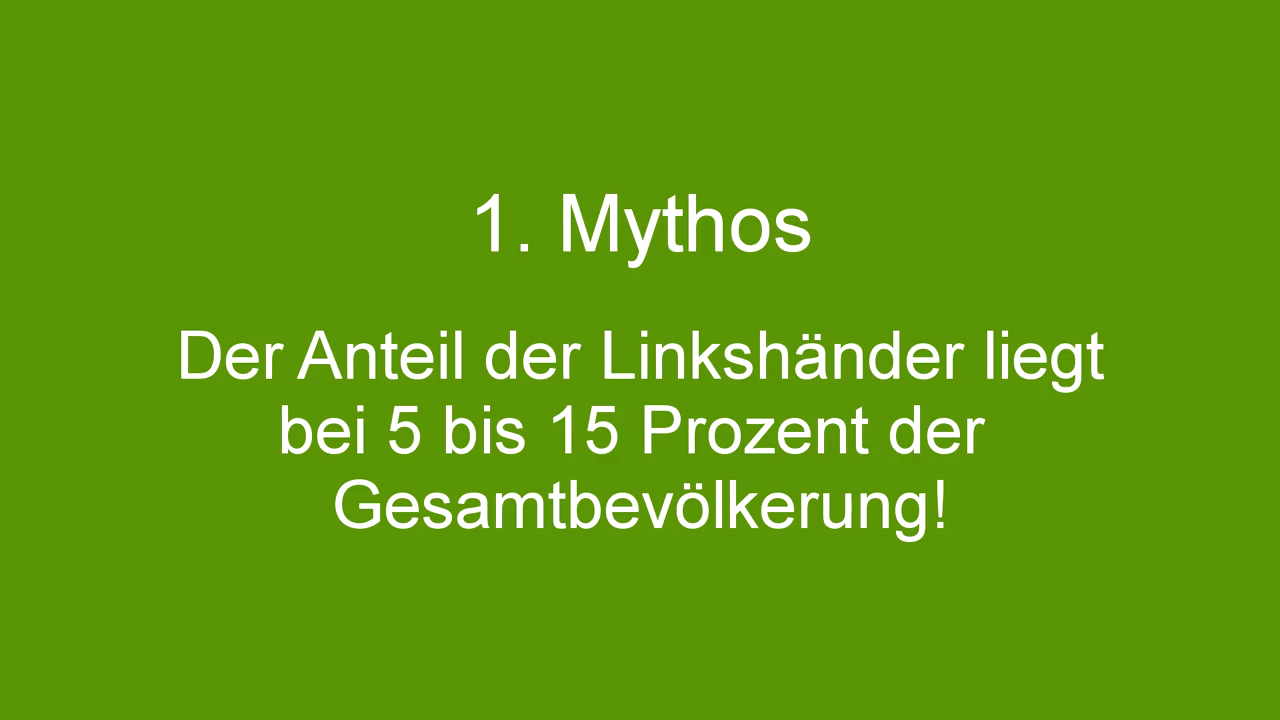 1. Mythos
Der Anteil der Linkshänder liegt
bei 5 bis 15 Prozent der
Gesamtbevölkerung!